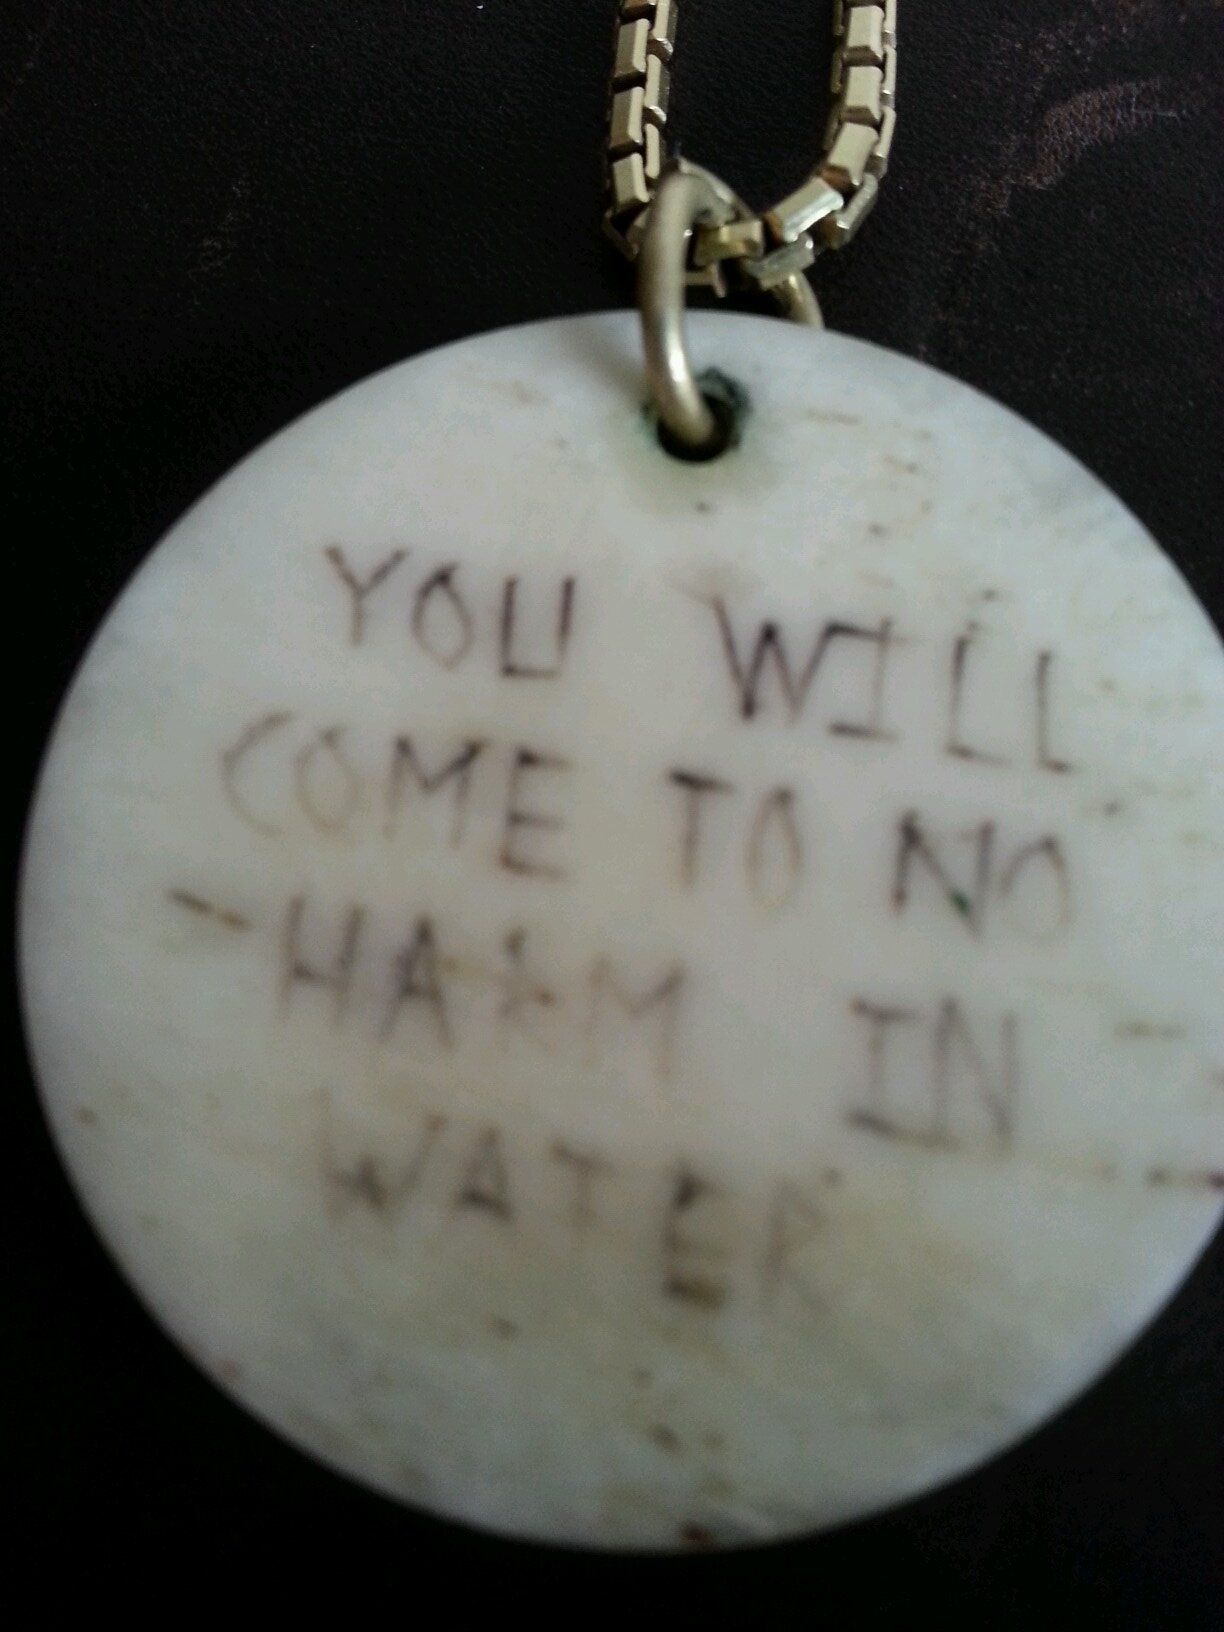 YOU WILL
COME TO NO
HARM IN
WATER